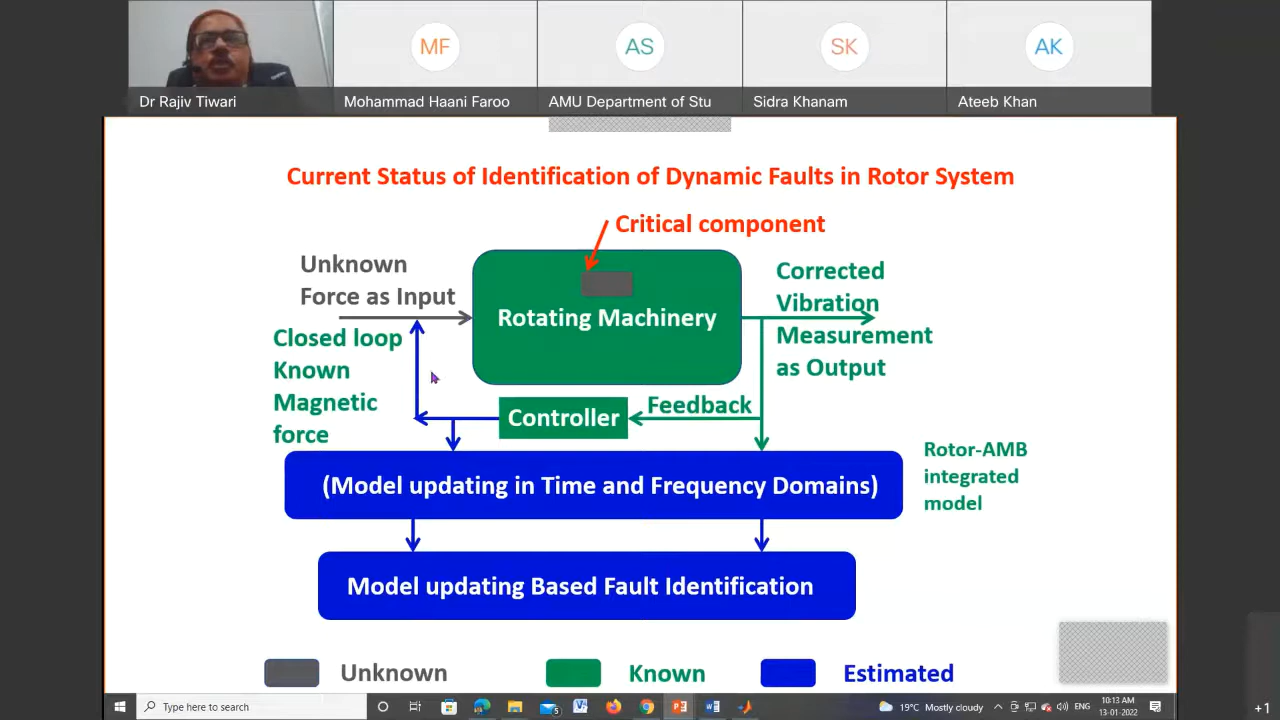 MF
AS
SK
AK
Dr Rajiv Tiwari
Mohammad Haani Faroo
AMU Department of Stu
Sidra Khanam
Ateeb Khan
Current Status of Identification of Dynamic Faults in Rotor System
Critical component
Unknown
Force as Input
Rotating Machinery
Corrected
Vibration
Measurement
as Output
Closed loop
Known
Magnetic
force
Controller
Feedback
(Model updating in Time and Frequency Domains)
Rotor-AMB
integrated
model
Model updating Based Fault Identification
Unknown
Known
Estimated
Type here to search
5
19°C Mostly cloudy
ENG
10:13 AM
13-01-2022
+1